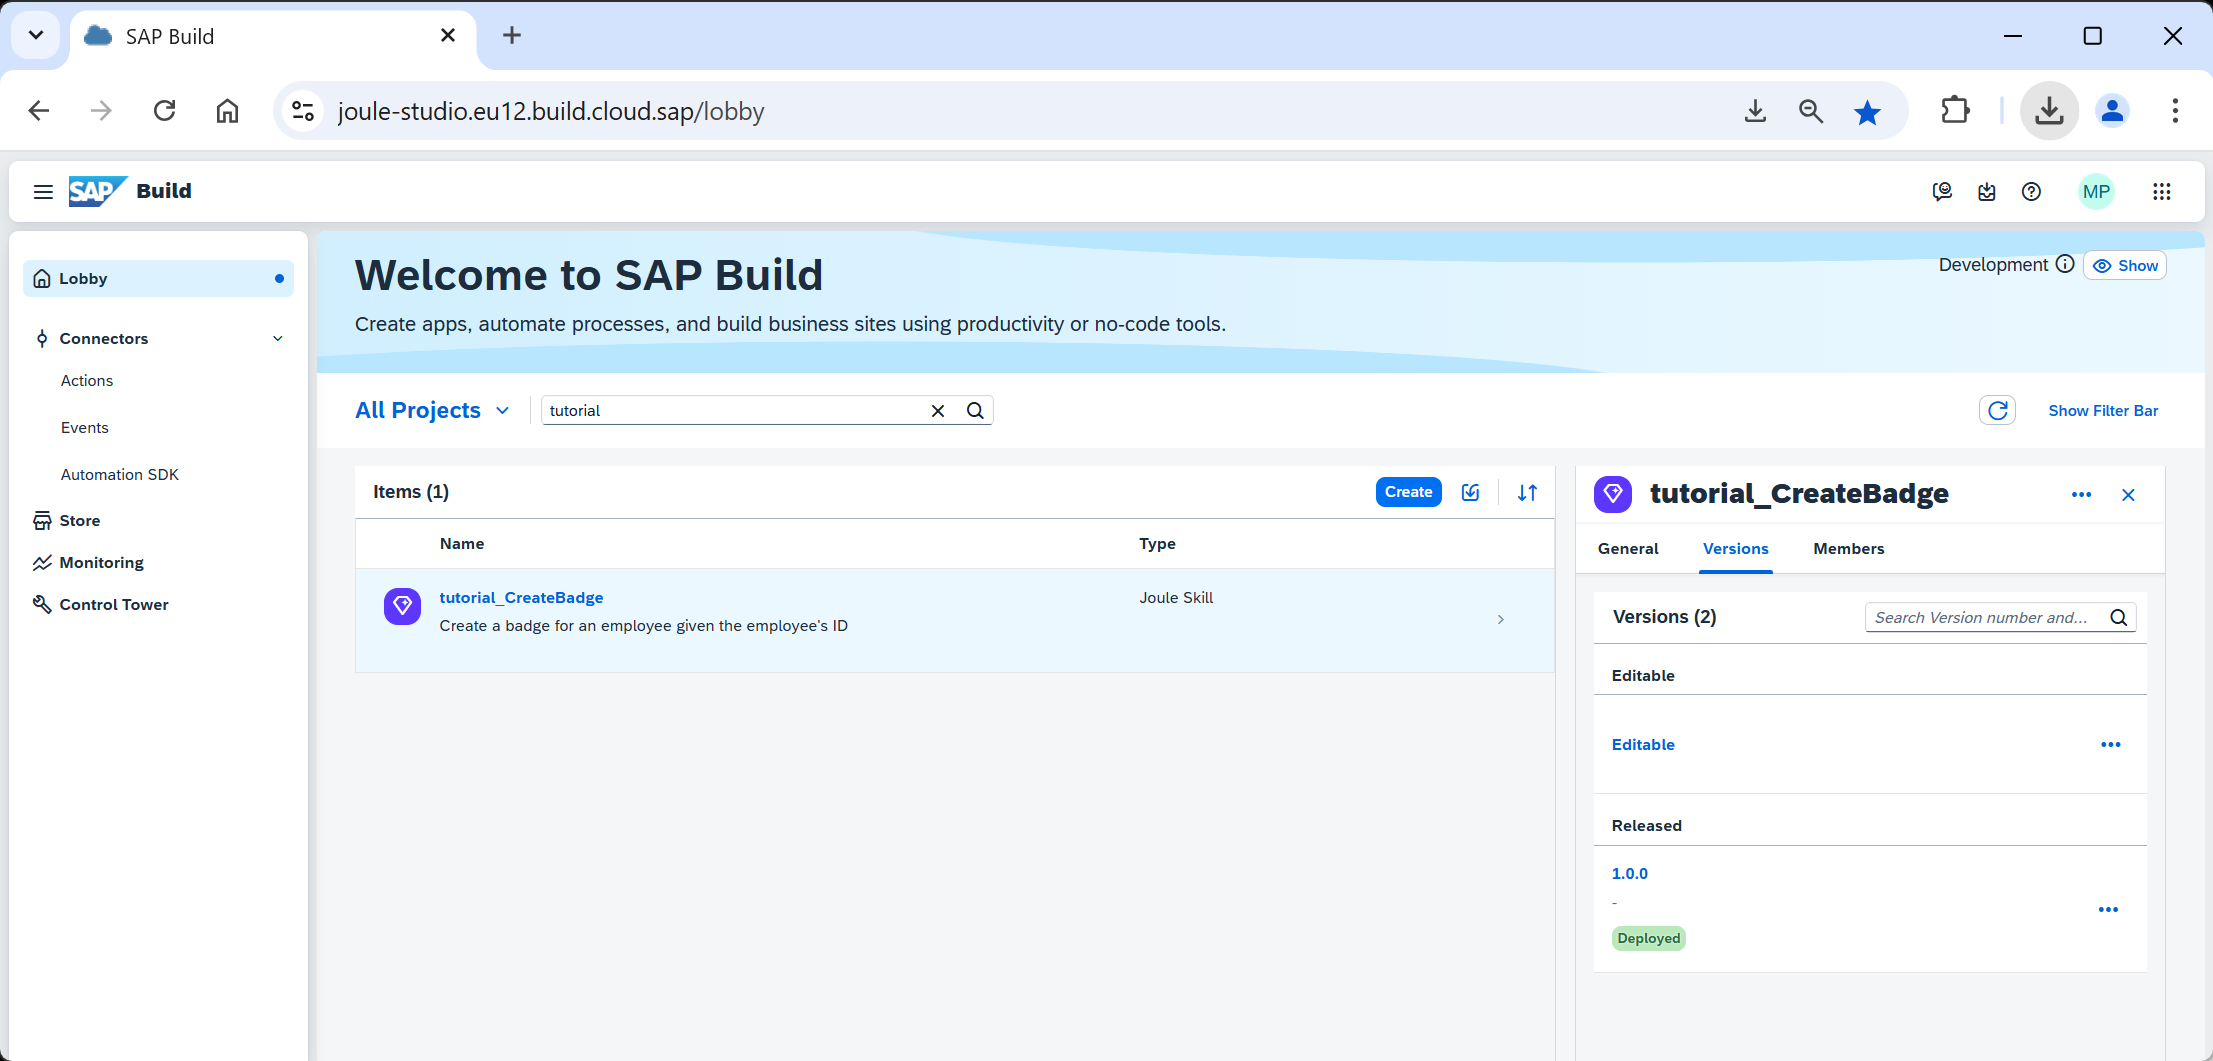 SAP Build
joule-studio.eu12.build.cloud.sap/lobby
SAP Build
MP
Lobby
Connectors
Actions
Events
Automation SDK
Store
Monitoring
Control Tower
Welcome to SAP Build
Create apps, automate processes, and build business sites using productivity or no-code tools.
Development
Show
All Projects
tutorial
Show Filter Bar
Items (1)
Create
Name
Type
tutorial_CreateBadge
Joule Skill
Create a badge for an employee given the employee's ID
tutorial_CreateBadge
General
Versions
Members
Versions (2)
Search Version number and...
Editable
Editable
Released
1.0.0
-
Deployed